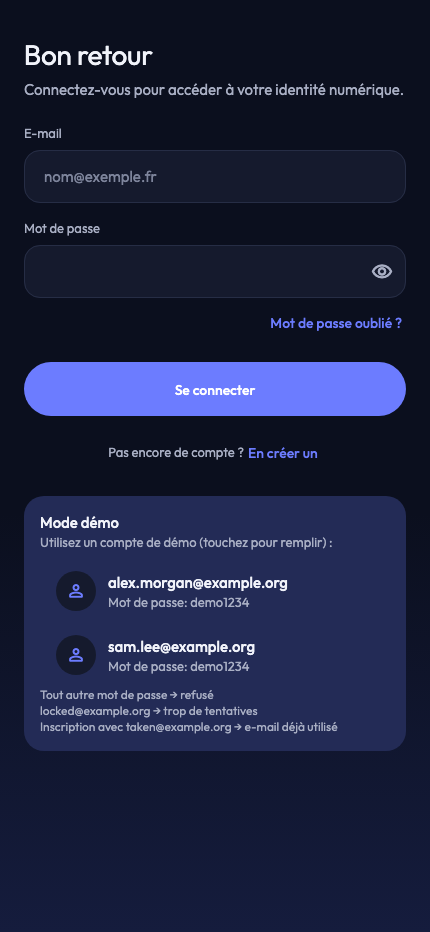 Bon retour
Connectez-vous pour accéder à votre identité numérique.
E-mail
nom@exemple.fr
Mot de passe
Mot de passe oublié ?
Se connecter
Pas encore de compte ? En créer un
Mode démo
Utilisez un compte de démo (touchez pour remplir) :
alex.morgan@example.org
Mot de passe: demo1234
sam.lee@example.org
Mot de passe: demo1234
Tout autre mot de passe → refusé
locked@example.org → trop de tentatives
Inscription avec taken@example.org → e-mail déjà utilisé